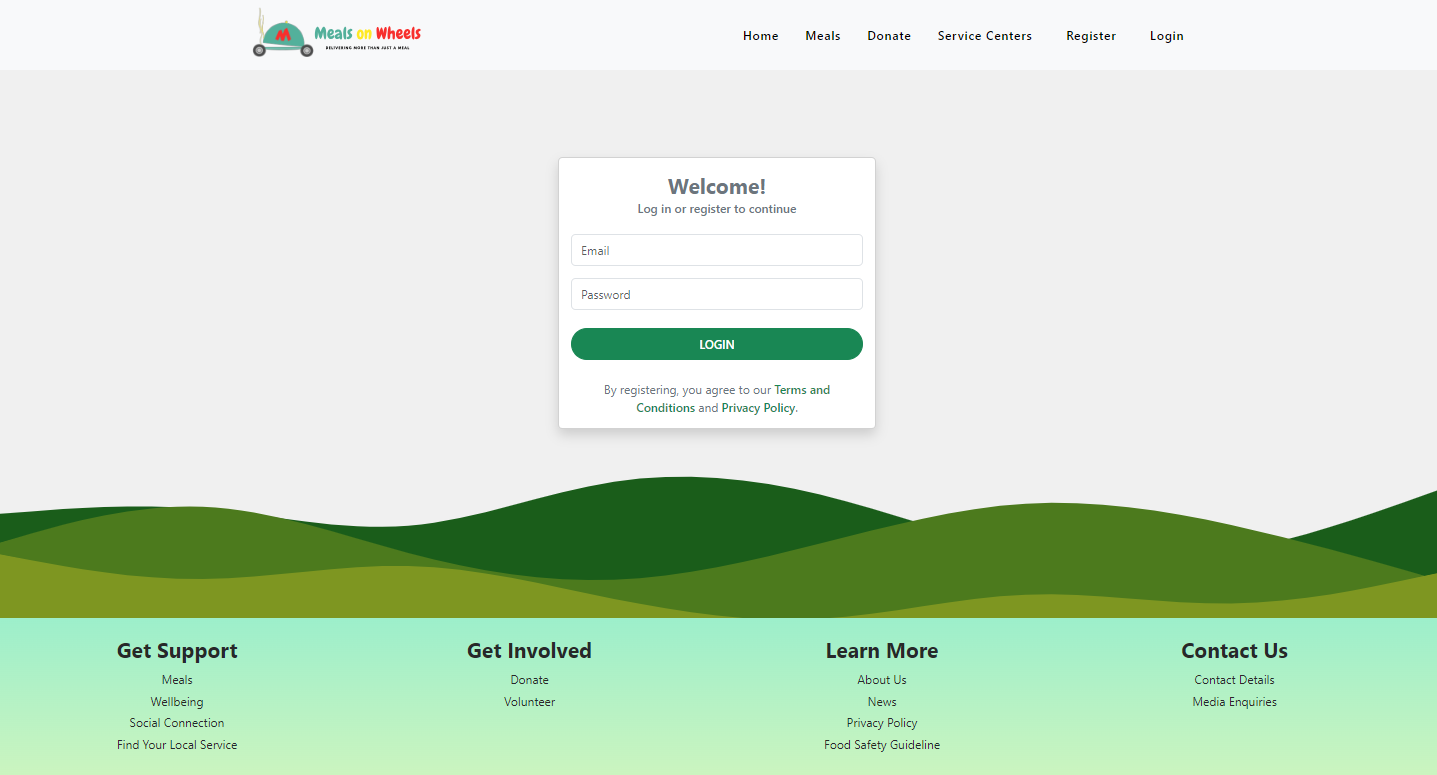 M
Meals on Wheels
DELIVERING MORE THAN JUST A MEAL
Home Meals Donate Service Centers Register Login
Welcome!
Log in or register to continue
Email
Password
LOGIN
By registering, you agree to our Terms and
Conditions and Privacy Policy.
Get Support
Meals
Wellbeing
Social Connection
Find Your Local Service
Get Involved
Donate
Volunteer
Learn More
About Us
News
Privacy Policy
Food Safety Guideline
Contact Us
Contact Details
Media Enquiries